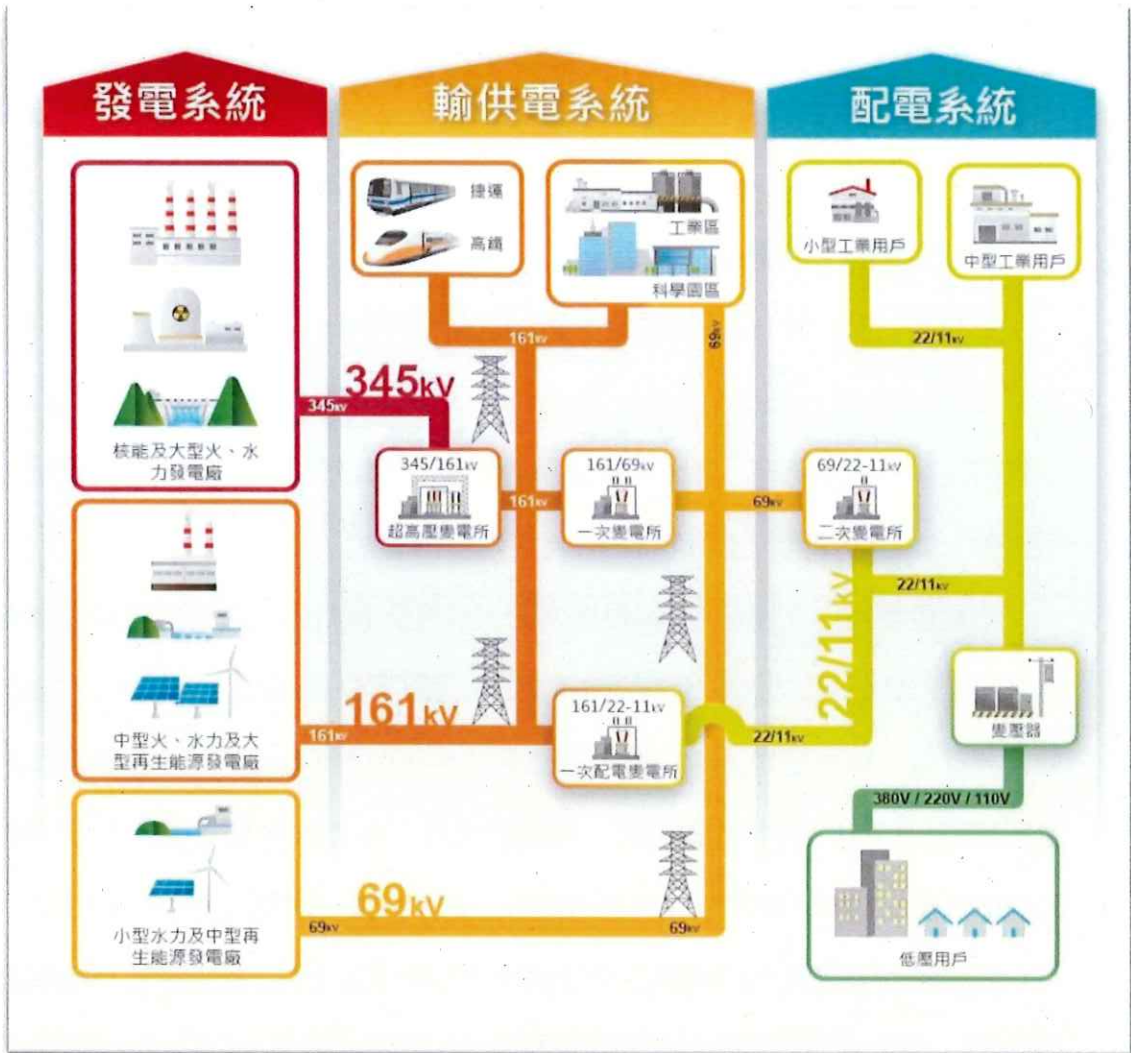 發電系統
輸供電系統
配電系統
捷運
高鐵
工業區
科學園區
小型工業用戶
中型工業用戶
161kV
69kV
22/11kV
345kV
345kV
核能及大型火、水
力發電廠
345/161kV
超高壓變電所
161kV
161/69kV
一次變電所
69kV
69/22-11kV
二次變電所
22/11kV
22/11kV
161kV
161kV
中型火、水力及大
型再生能源發電廠
161/22-11kV
一次配電變電所
22/11kV
變壓器
380V / 220V / 110V
69kV
69kV
69kV
小型水力及中型再
生能源發電廠
低壓用戶